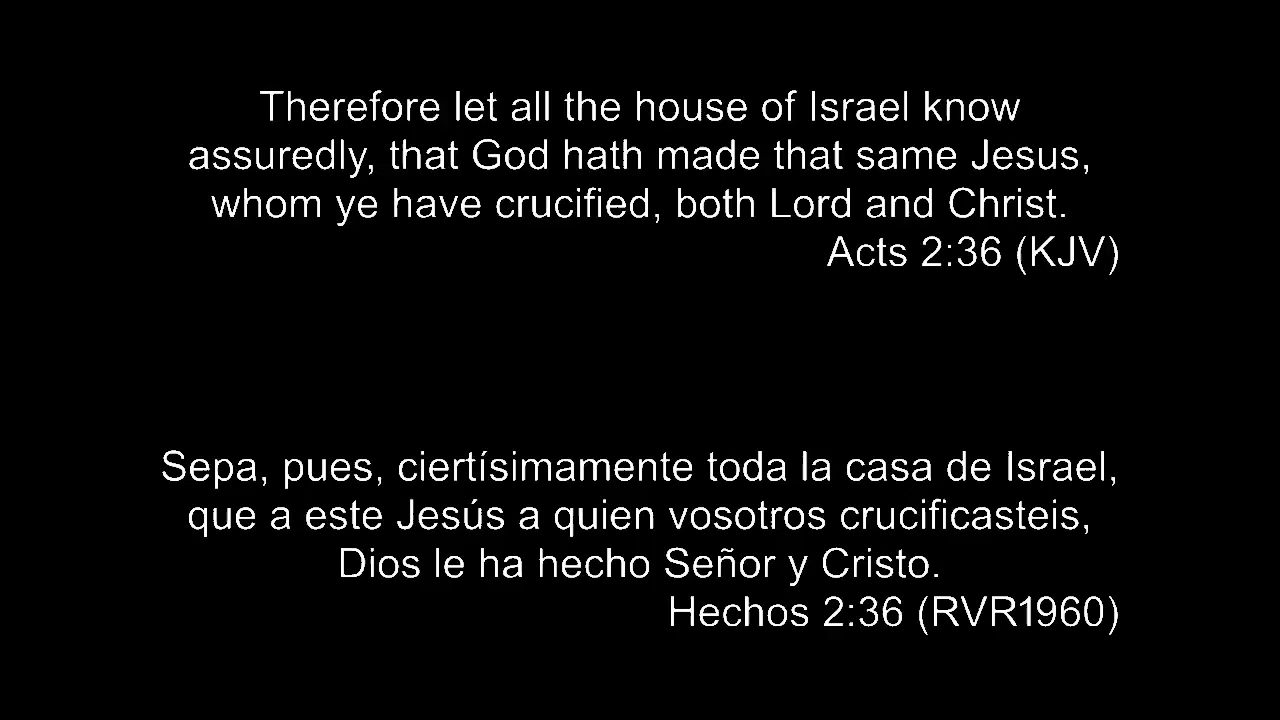 Therefore let all the house of Israel know
assuredly, that God hath made that same Jesus,
whom ye have crucified, both Lord and Christ.
Acts 2:36 (KJV)
Sepa, pues, ciertísimamente toda la casa de Israel,
que a este Jesús a quien vosotros crucificasteis,
Dios le ha hecho Señor y Cristo.
Hechos 2:36 (RVR1960)